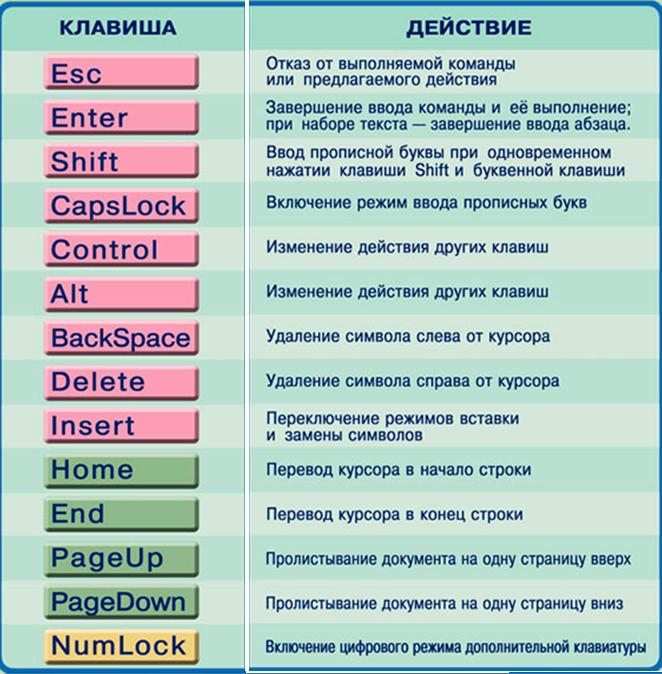 КЛАВИША ДЕЙСТВИЕ
Esc Отказ от выполняемой команды
или предлагаемого действия
Enter Завершение ввода команды и её выполнение;
при наборе текста — завершение ввода абзаца.
Shift Ввод прописной буквы при одновременном
нажатии клавиши Shift и буквенной клавиши
CapsLock Включение режим ввода прописных букв
Control Изменение действия других клавиш
Alt Изменение действия других клавиш
BackSpace Удаление символа слева от курсора
Delete Удаление символа справа от курсора
Insert Переключение режимов вставки
и замены символов
Home Перевод курсора в начало строки
End Перевод курсора в конец строки
PageUp Пролистывание документа на одну страницу вверх
PageDown Пролистывание документа на одну страницу вниз
NumLock Включение цифрового режима дополнительной клавиатуры